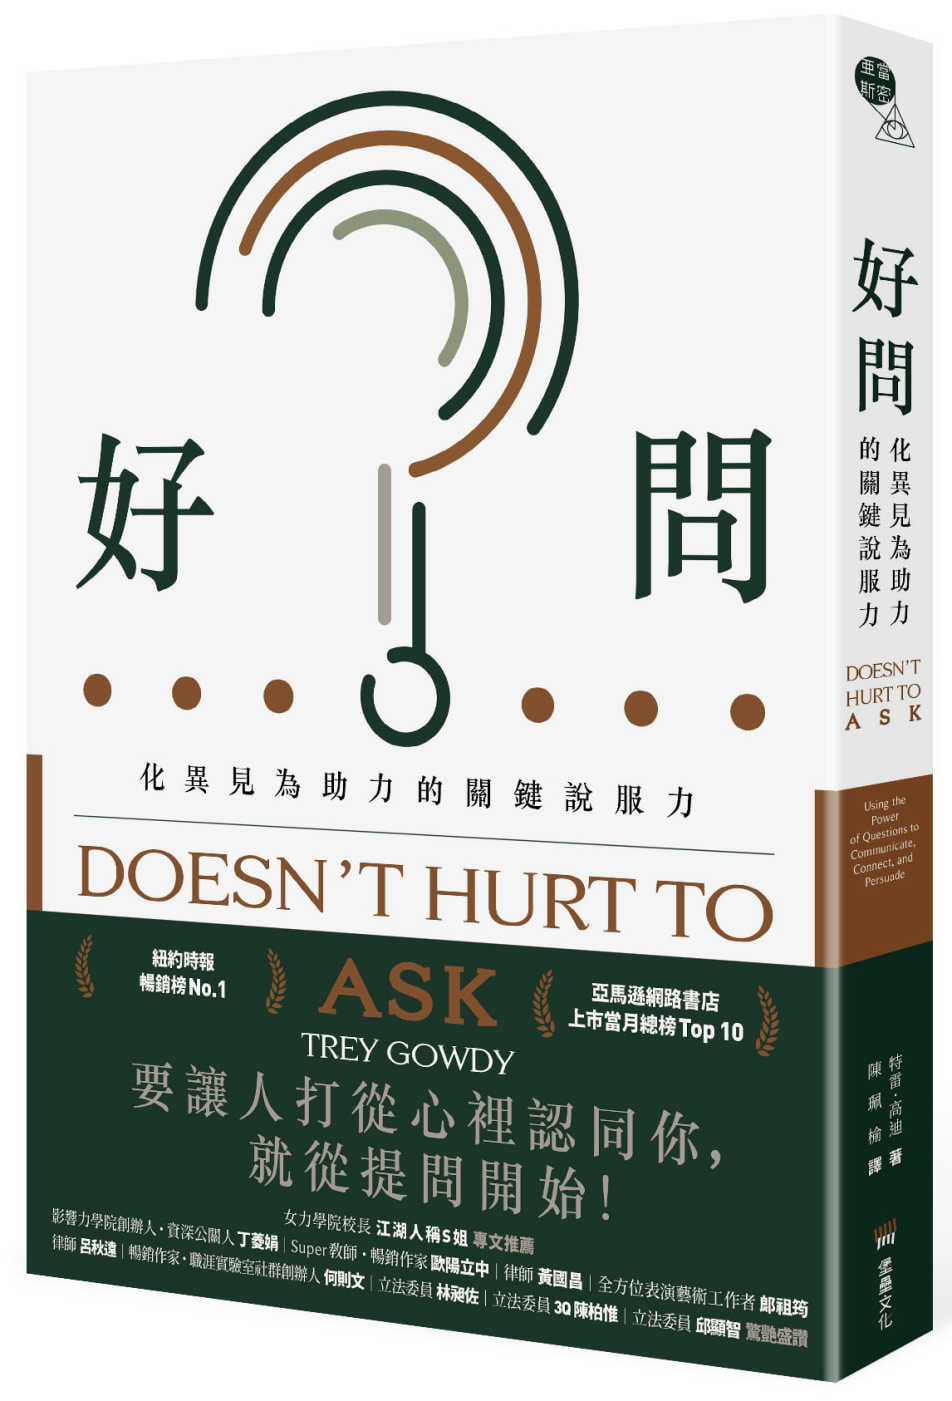 好問
化異見為助力的關鍵說服力
DOESN'T HURT TO
ASK
TREY GOWDY
紐約時報
暢銷榜No.1
亞馬遜網路書店
上市當月總榜Top 10
要讓人打從心裡認同你，
就從提問開始！
女力學院校長 江湖人稱S姐 專文推薦
影響力學院創辦人・資深公關人 丁菱娟｜Super教師・暢銷作家 歐陽立中｜律師 黃國昌｜全方位表演藝術工作者 郎祖筠
律師 呂秋遠｜暢銷作家・職涯實驗室社群創辦人 何則文｜立法委員 林昶佐｜立法委員 3Q陳柏惟｜立法委員 邱顯智 驚艷盛讚
亞當斯密
好問
化異見為助力
的關鍵說服力
DOESN'T
HURT TO
ASK
Using the
Power
of Questions to
Communicate,
Connect, and
Persuade
特雷・高迪 著
陳珮榆 譯
堡壘文化